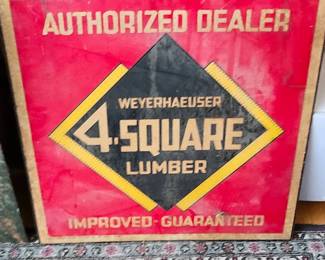 AUTHORIZED DEALER
WEYERHAEUSER
4-SQUARE
LUMBER
IMPROVED-GUARANTEED